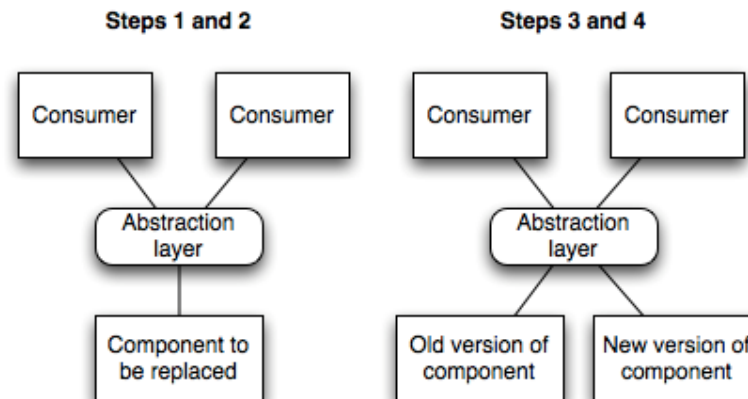 Steps 1 and 2
Steps 3 and 4
Consumer
Consumer
Consumer
Consumer
Abstraction
layer
Abstraction
layer
Component to
be replaced
Old version of
component
New version of
component